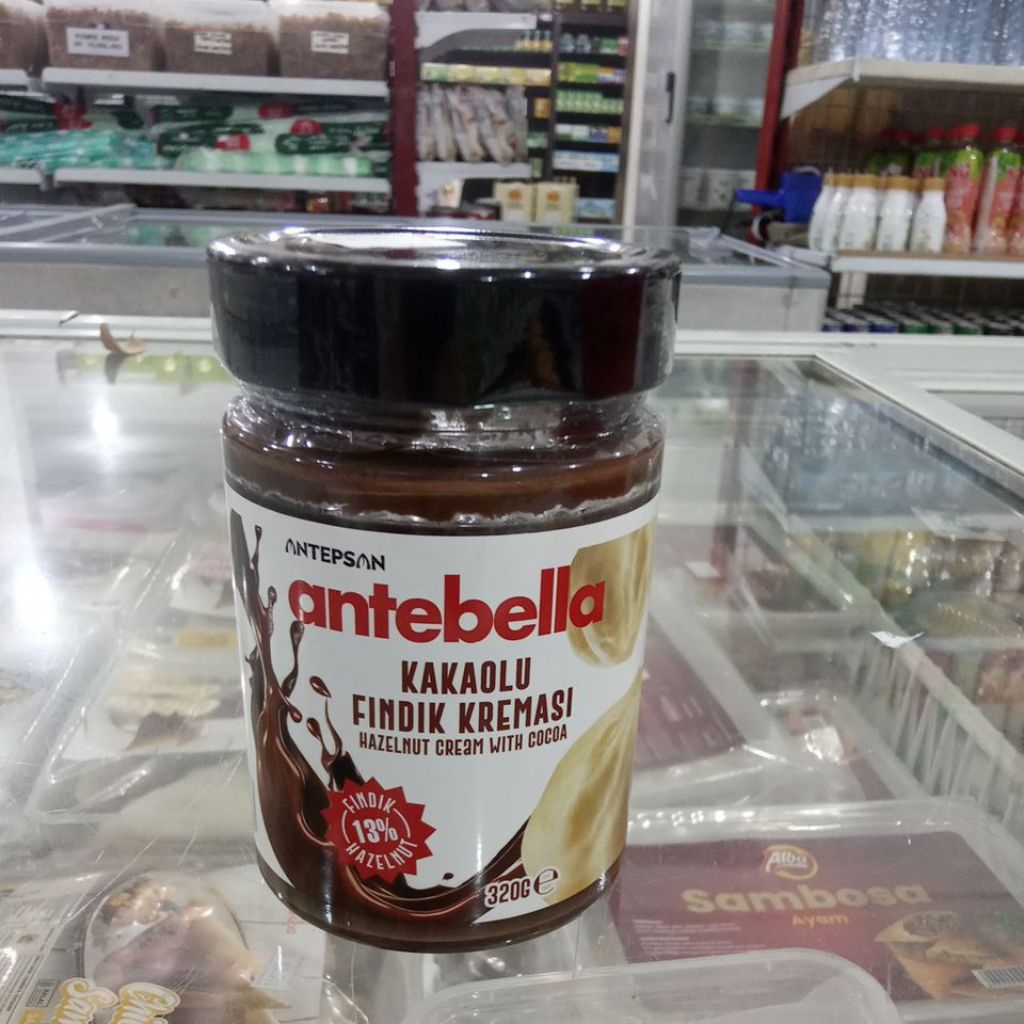 ANTEPSAN
antebella
KAKAOLU
FINDIK KREMASI
HAZELNUT CREAM WITH COCOA
FINDIK
13%
HAZELNUT
320G e
Alba
Sambosa
Ayam